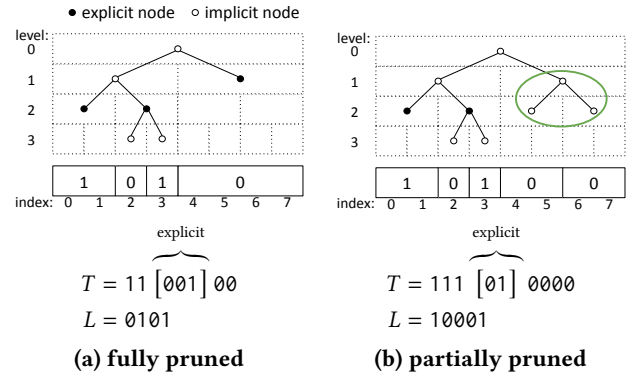 ● explicit node ○ implicit node
level:
0
1
2
3
1 0 1 0
index: 0 1 2 3 4 5 6 7
explicit
T = 11 [001] 00
L = 0101
(a) fully pruned
level:
0
1
2
3
1 0 1 0 0
index: 0 1 2 3 4 5 6 7
explicit
T = 111 [01] 0000
L = 10001
(b) partially pruned